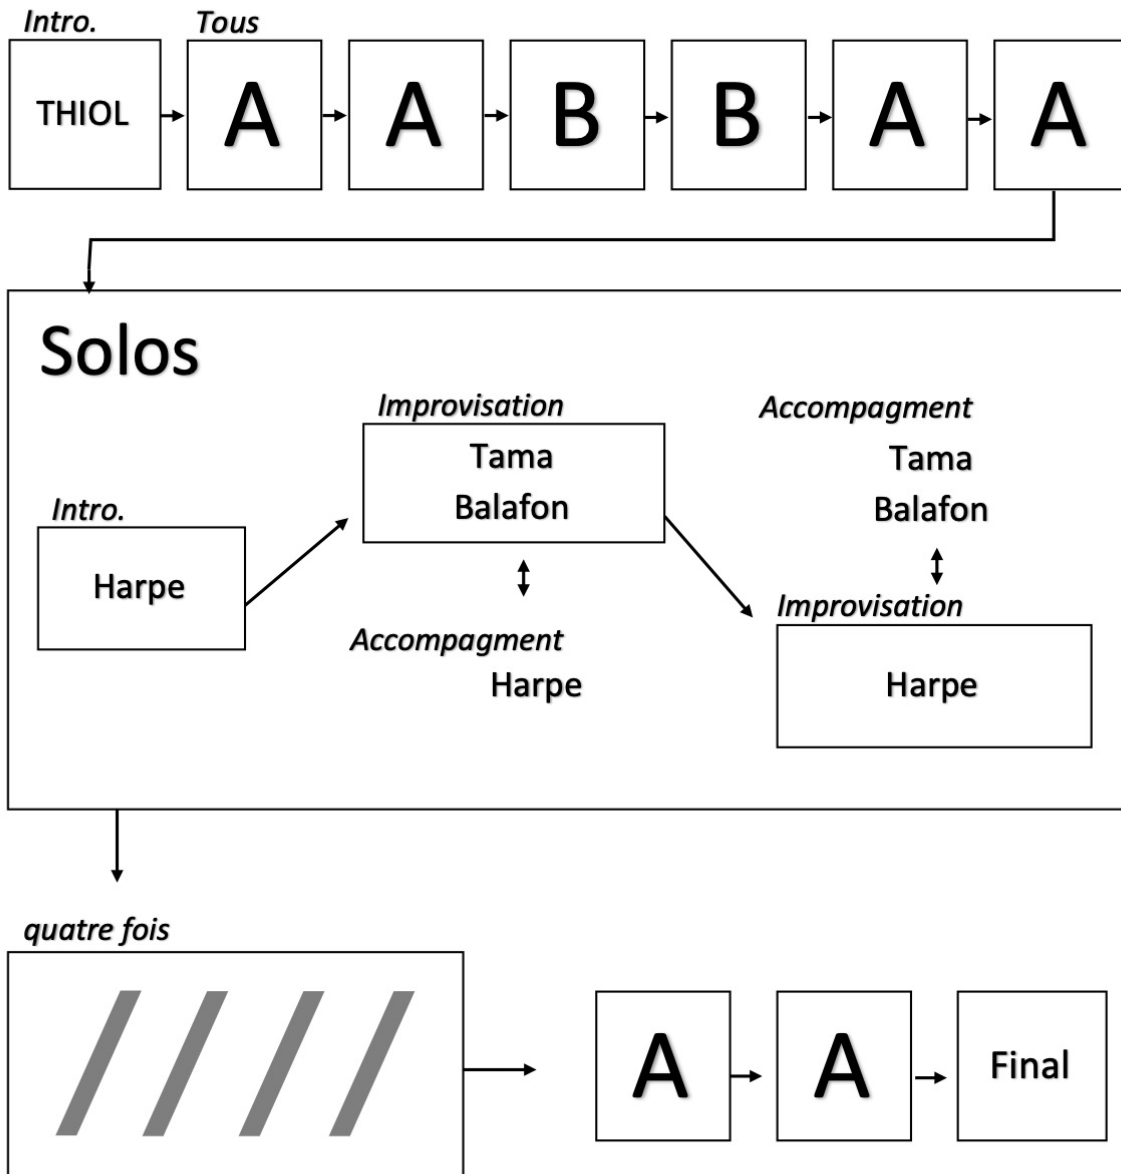 Intro.
Tous
THIOL
A
A
B
B
A
A
Solos
Intro.
Harpe
Improvisation
Tama
Balafon
Accompagment
Harpe
Accompagment
Tama
Balafon
Improvisation
Harpe
quatre fois
A
A
Final